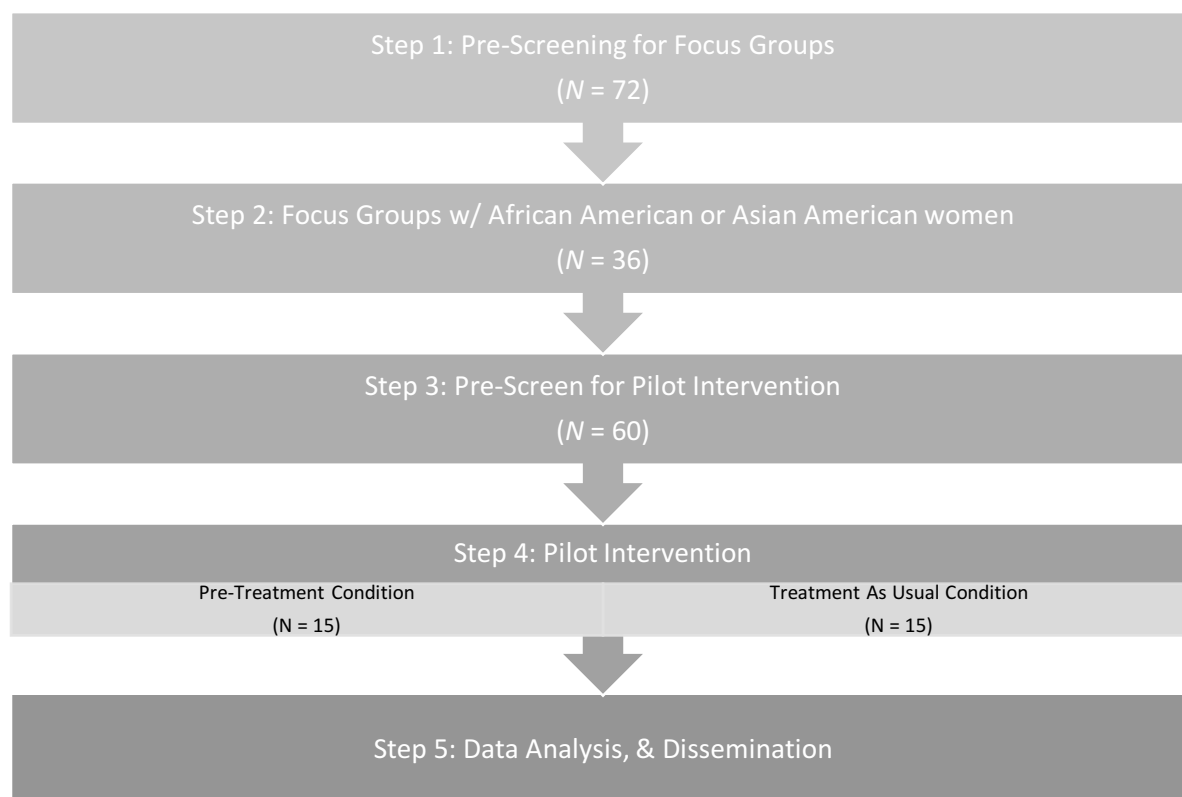 Step 1: Pre-Screening for Focus Groups
(N = 72)
Step 2: Focus Groups w/ African American or Asian American women
(N = 36)
Step 3: Pre-Screen for Pilot Intervention
(N = 60)
Step 4: Pilot Intervention
Pre-Treatment Condition
(N = 15)
Treatment As Usual Condition
(N = 15)
Step 5: Data Analysis, & Dissemination